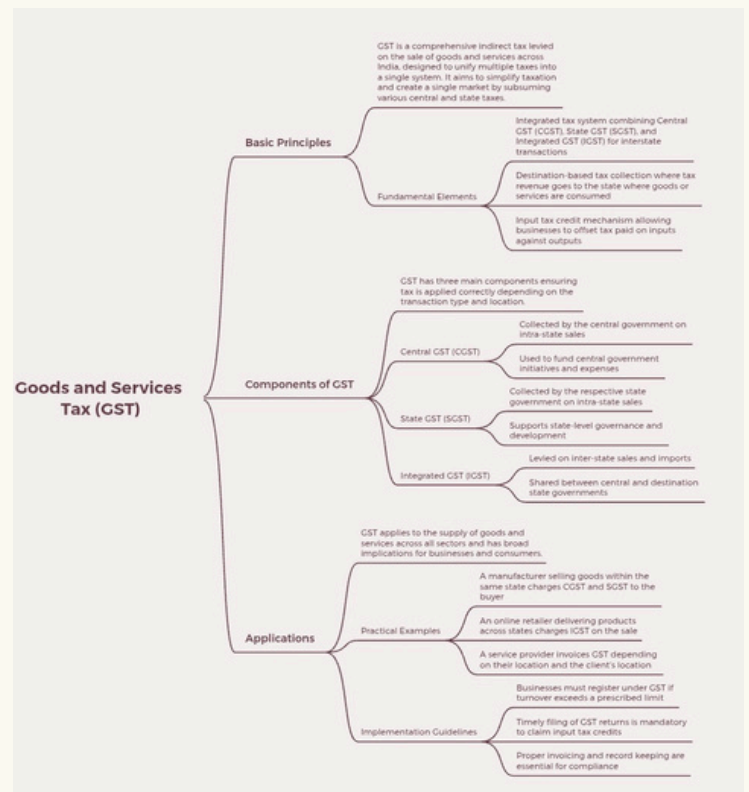 Goods and Services
Tax (GST)
Basic Principles
GST is a comprehensive indirect tax levied
on the sale of goods and services across
India, designed to unify multiple taxes into
a single system. It aims to simplify taxation
and create a single market by subsuming
various central and state taxes.
Fundamental Elements
Integrated tax system combining Central
GST (CGST), State GST (SGST), and
Integrated GST (IGST) for interstate
transactions
Destination-based tax collection where tax
revenue goes to the state where goods or
services are consumed
Input tax credit mechanism allowing
businesses to offset tax paid on inputs
against outputs
Components of GST
GST has three main components ensuring
tax is applied correctly depending on the
transaction type and location.
Central GST (CGST)
Collected by the central government on
intra-state sales
Used to fund central government
initiatives and expenses
State GST (SGST)
Collected by the respective state
government on intra-state sales
Supports state-level governance and
development
Integrated GST (IGST)
Levied on inter-state sales and imports
Shared between central and destination
state governments
Applications
GST applies to the supply of goods and
services across all sectors and has broad
implications for businesses and consumers.
Practical Examples
A manufacturer selling goods within the
same state charges CGST and SGST to the
buyer
An online retailer delivering products
across states charges IGST on the sale
A service provider invoices GST depending
on their location and the client's location
Implementation Guidelines
Businesses must register under GST if
turnover exceeds a prescribed limit
Timely filing of GST returns is mandatory
to claim input tax credits
Proper invoicing and record keeping are
essential for compliance